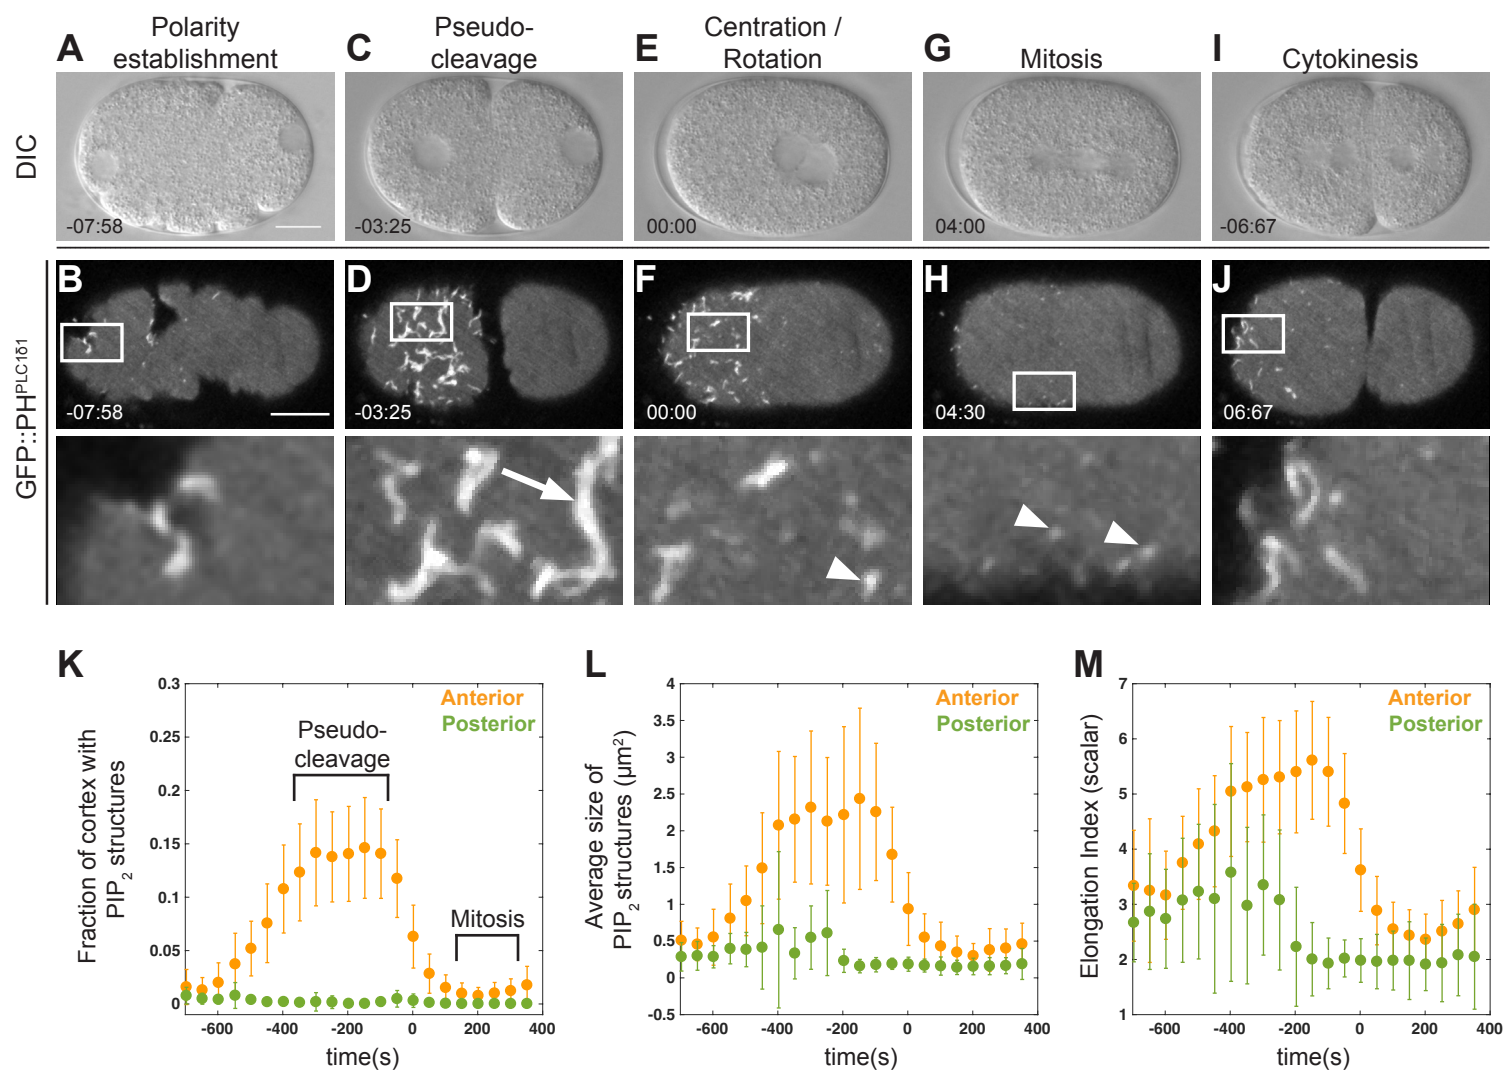 A
Polarity
establishment
C
Pseudo-
cleavage
E
Centration /
Rotation
G
Mitosis
I
Cytokinesis
DIC
-07:58
-03:25
00:00
04:00
-06:67
GFP::PH^PLC1δ1
B
-07:58
D
-03:25
F
00:00
H
04:30
J
06:67
K
Fraction of cortex with
PIP₂ structures
0.3
0.25
0.2
0.15
0.1
0.05
0
Anterior
Posterior
Pseudo-
cleavage
Mitosis
-600 -400 -200 0 200 400
time(s)
L
Average size of
PIP₂ structures (µm²)
4
3.5
3
2.5
2
1.5
1
0.5
0
-0.5
Anterior
Posterior
-600 -400 -200 0 200 400
time(s)
M
Elongation Index (scalar)
7
6
5
4
3
2
1
Anterior
Posterior
-600 -400 -200 0 200 400
time(s)